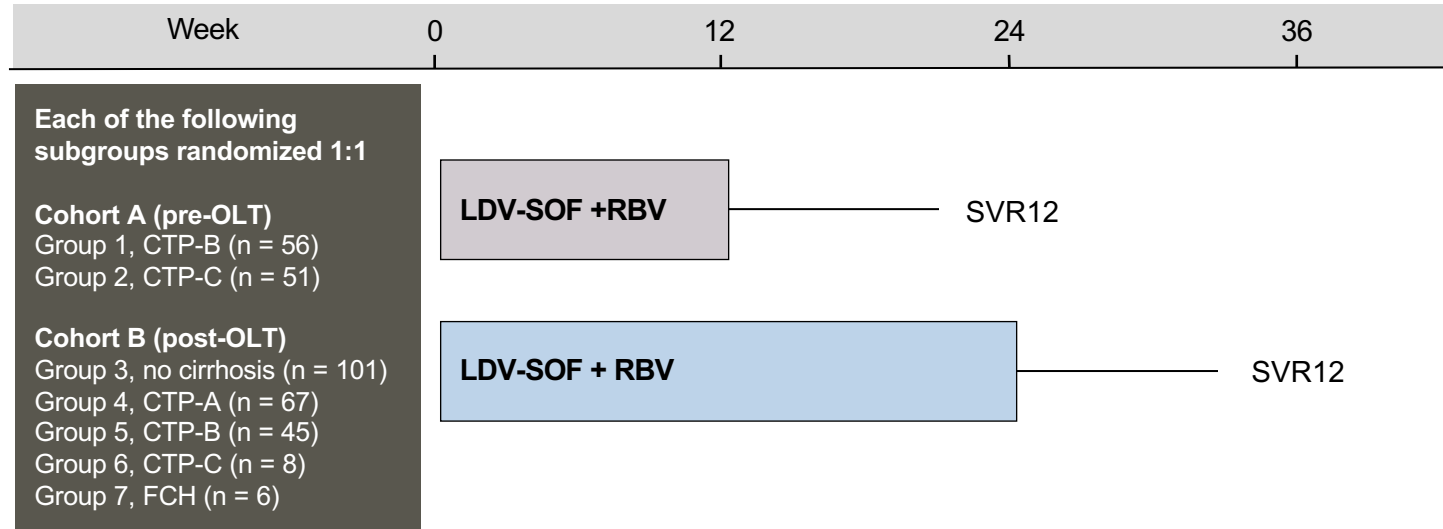 Week 0 12 24 36
Each of the following
subgroups randomized 1:1
Cohort A (pre-OLT)
Group 1, CTP-B (n = 56)
Group 2, CTP-C (n = 51)
Cohort B (post-OLT)
Group 3, no cirrhosis (n = 101)
Group 4, CTP-A (n = 67)
Group 5, CTP-B (n = 45)
Group 6, CTP-C (n = 8)
Group 7, FCH (n = 6)
LDV-SOF +RBV
SVR12
LDV-SOF + RBV
SVR12